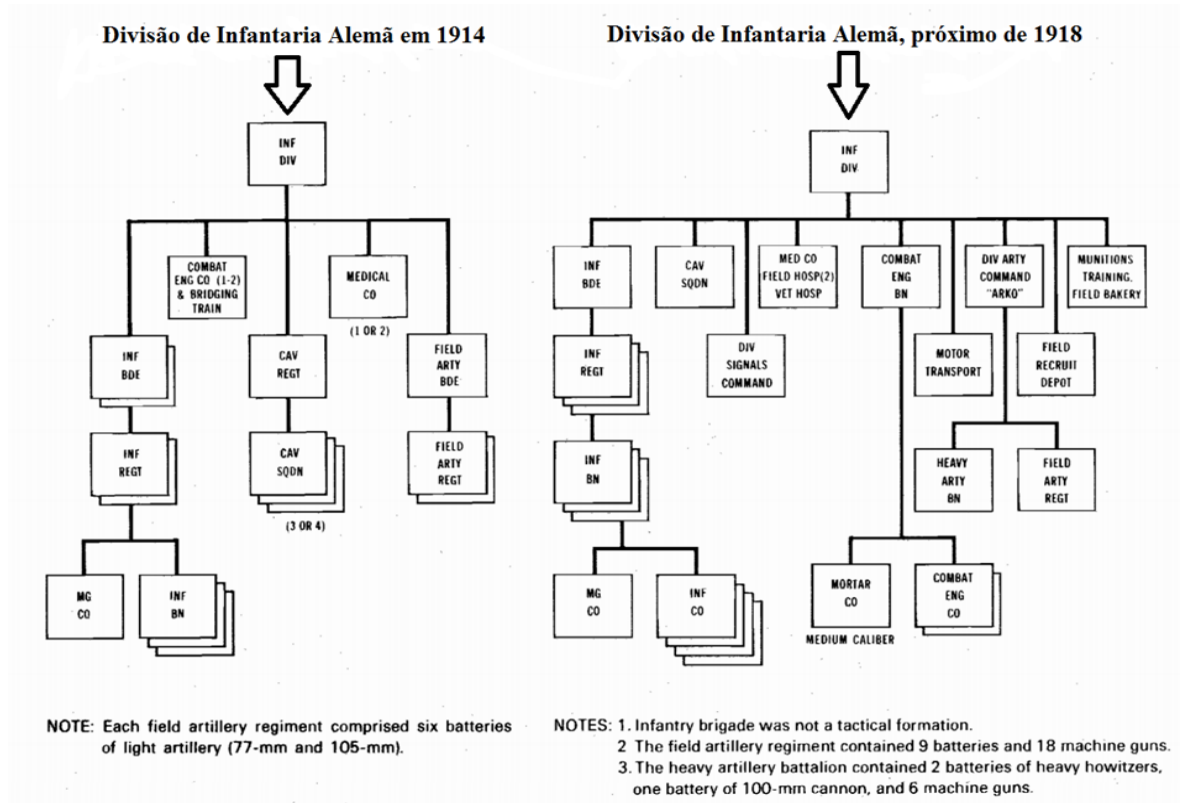 Divisão de Infantaria Alemã em 1914
INF
DIV
COMBAT
ENG CO (1-2)
& BRIDGING
TRAIN
MEDICAL
CO
(1 OR 2)
INF
BDE
CAV
REGT
FIELD
ARTY
BDE
INF
REGT
CAV
SQDN
(3 OR 4)
FIELD
ARTY
REGT
MG
CO
INF
BN
NOTE: Each field artillery regiment comprised six batteries
of light artillery (77-mm and 105-mm).
Divisão de Infantaria Alemã, próximo de 1918
INF
DIV
INF
BDE
CAV
SQDN
MED CO
FIELD HOSP(2)
VET HOSP
COMBAT
ENG
BN
DIV ARTY
COMMAND
"ARKO"
MUNITIONS
TRAINING.
FIELD BAKERY
INF
REGT
DIV
SIGNALS
COMMAND
MOTOR
TRANSPORT
FIELD
RECRUIT
DEPOT
INF
BN
HEAVY
ARTY
BN
FIELD
ARTY
REGT
MG
CO
INF
CO
MORTAR
CO
MEDIUM CALIBER
COMBAT
ENG
CO
NOTES: 1. Infantry brigade was not a tactical formation.
2 The field artillery regiment contained 9 batteries and 18 machine guns.
3. The heavy artillery battalion contained 2 batteries of heavy howitzers,
one battery of 100-mm cannon, and 6 machine guns.